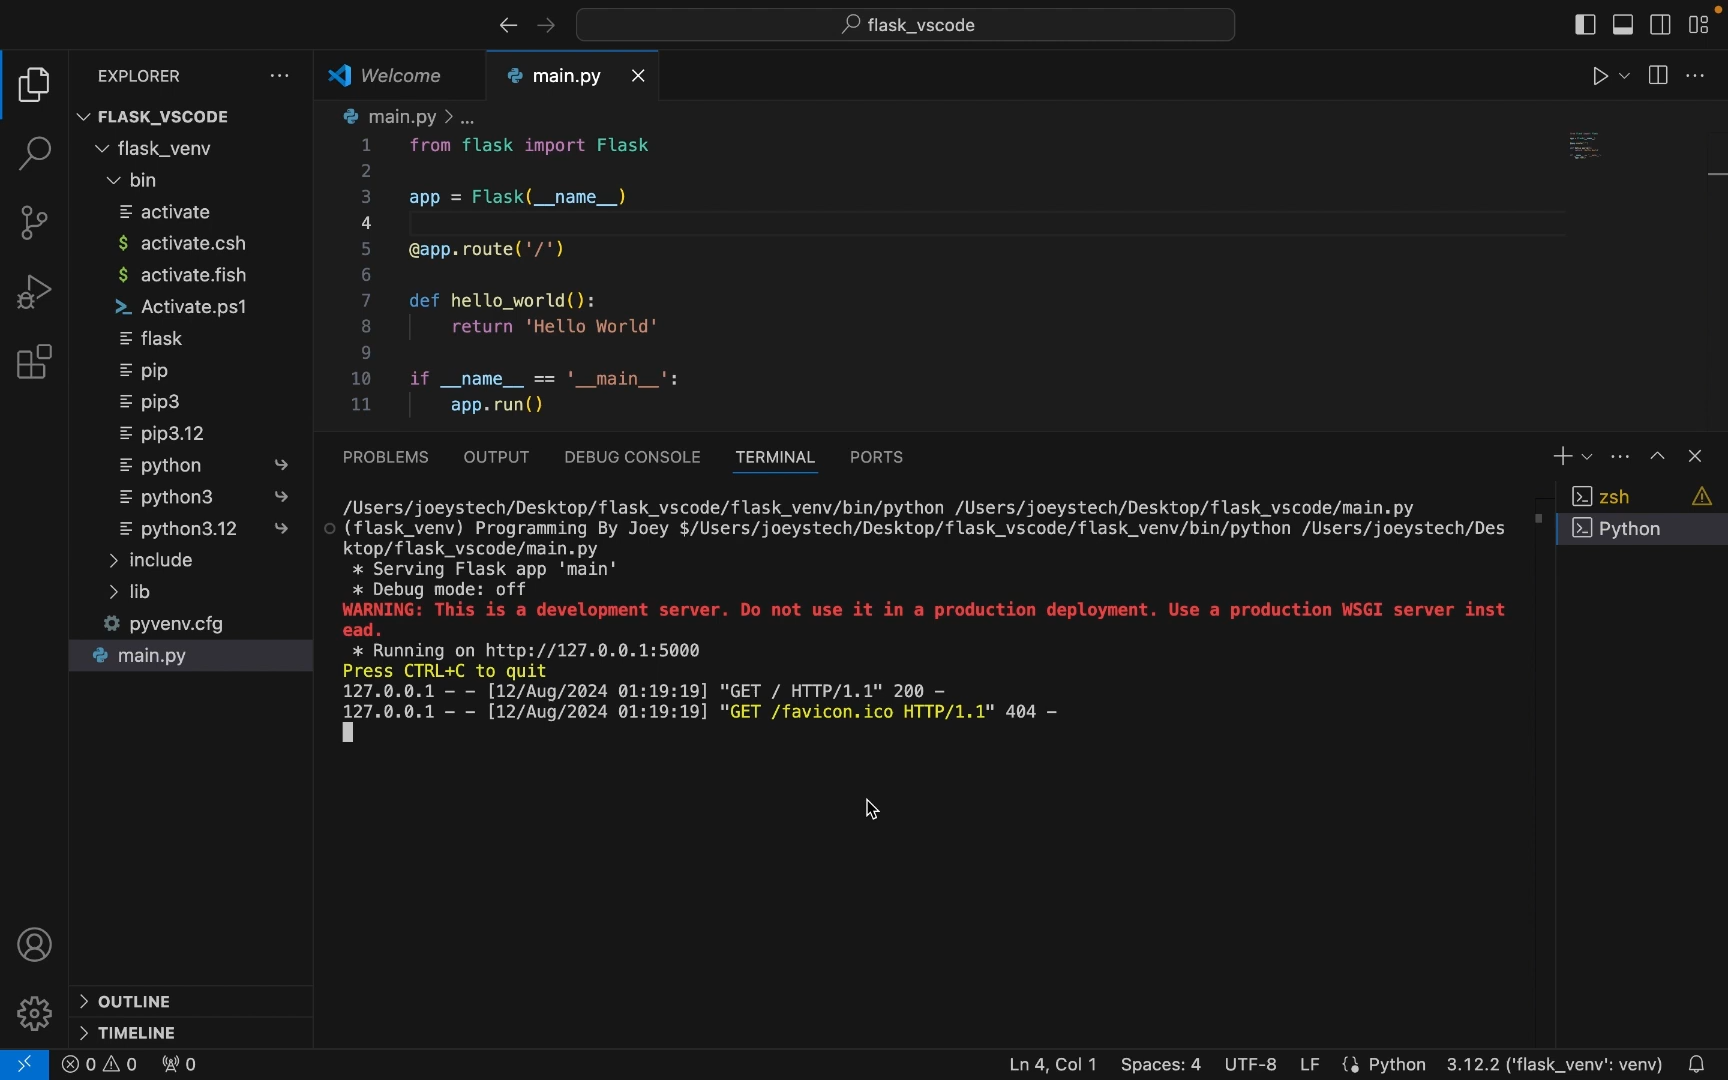 flask_vscode
EXPLORER
FLASK_VSCODE
flask_venv
bin
activate
activate.csh
activate.fish
Activate.ps1
flask
pip
pip3
pip3.12
python
python3
python3.12
include
lib
pyvenv.cfg
main.py
OUTLINE
TIMELINE
Welcome
main.py
main.py > ...
1 from flask import Flask
2
3 app = Flask(__name__)
4
5 @app.route('/')
6
7 def hello_world():
8 return 'Hello World'
9
10 if __name__ == '__main__':
11 app.run()
PROBLEMS OUTPUT DEBUG CONSOLE TERMINAL PORTS
/Users/joeystech/Desktop/flask_vscode/flask_venv/bin/python /Users/joeystech/Desktop/flask_vscode/main.py
(flask_venv) Programming By Joey $/Users/joeystech/Desktop/flask_vscode/flask_venv/bin/python /Users/joeystech/Des
ktop/flask_vscode/main.py
* Serving Flask app 'main'
* Debug mode: off
WARNING: This is a development server. Do not use it in a production deployment. Use a production WSGI server inst
ead.
* Running on http://127.0.0.1:5000
Press CTRL+C to quit
127.0.0.1 - - [12/Aug/2024 01:19:19] "GET / HTTP/1.1" 200 -
127.0.0.1 - - [12/Aug/2024 01:19:19] "GET /favicon.ico HTTP/1.1" 404 -
zsh
Python
0 0 0 Ln 4, Col 1 Spaces: 4 UTF-8 LF Python 3.12.2 ('flask_venv': venv)